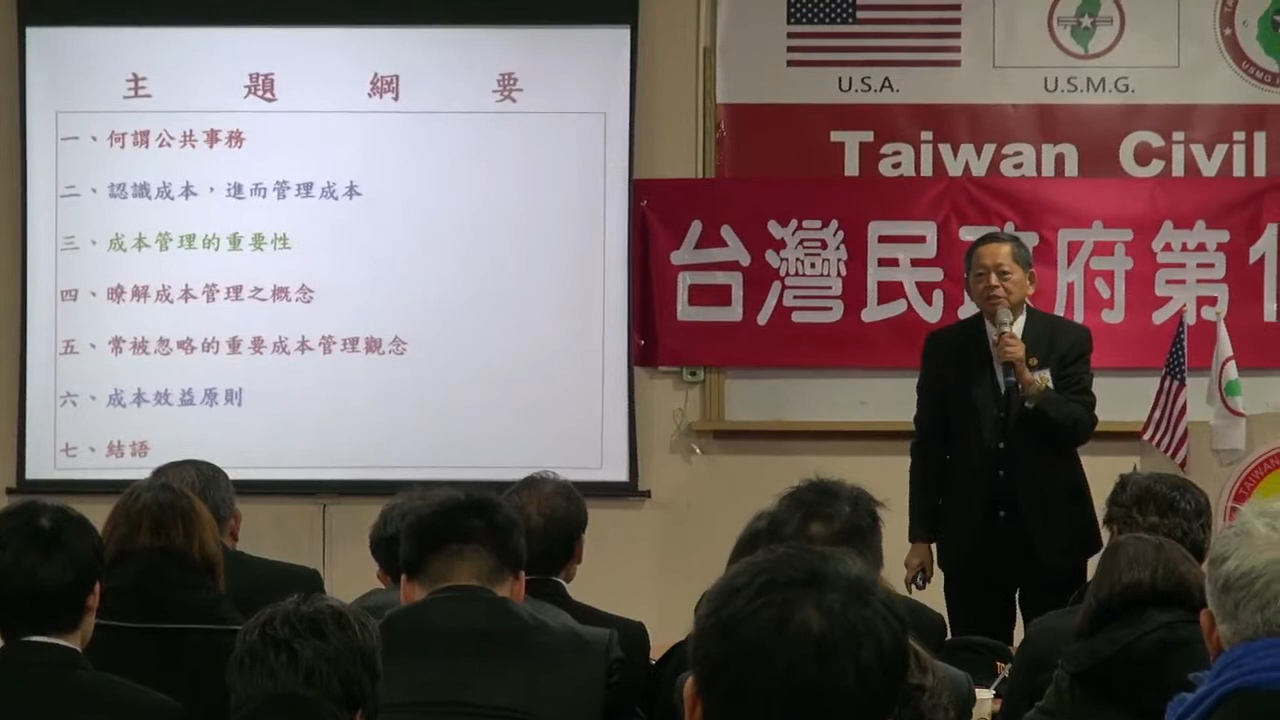 主題綱要
一、何謂公共事務
二、認識成本，進而管理成本
三、成本管理的重要性
四、瞭解成本管理之概念
五、常被忽略的重要成本管理觀念
六、成本效益原則
七、結語
U.S.A.
U.S.M.G.
Taiwan Civil
台灣民政府第
TAIWAN